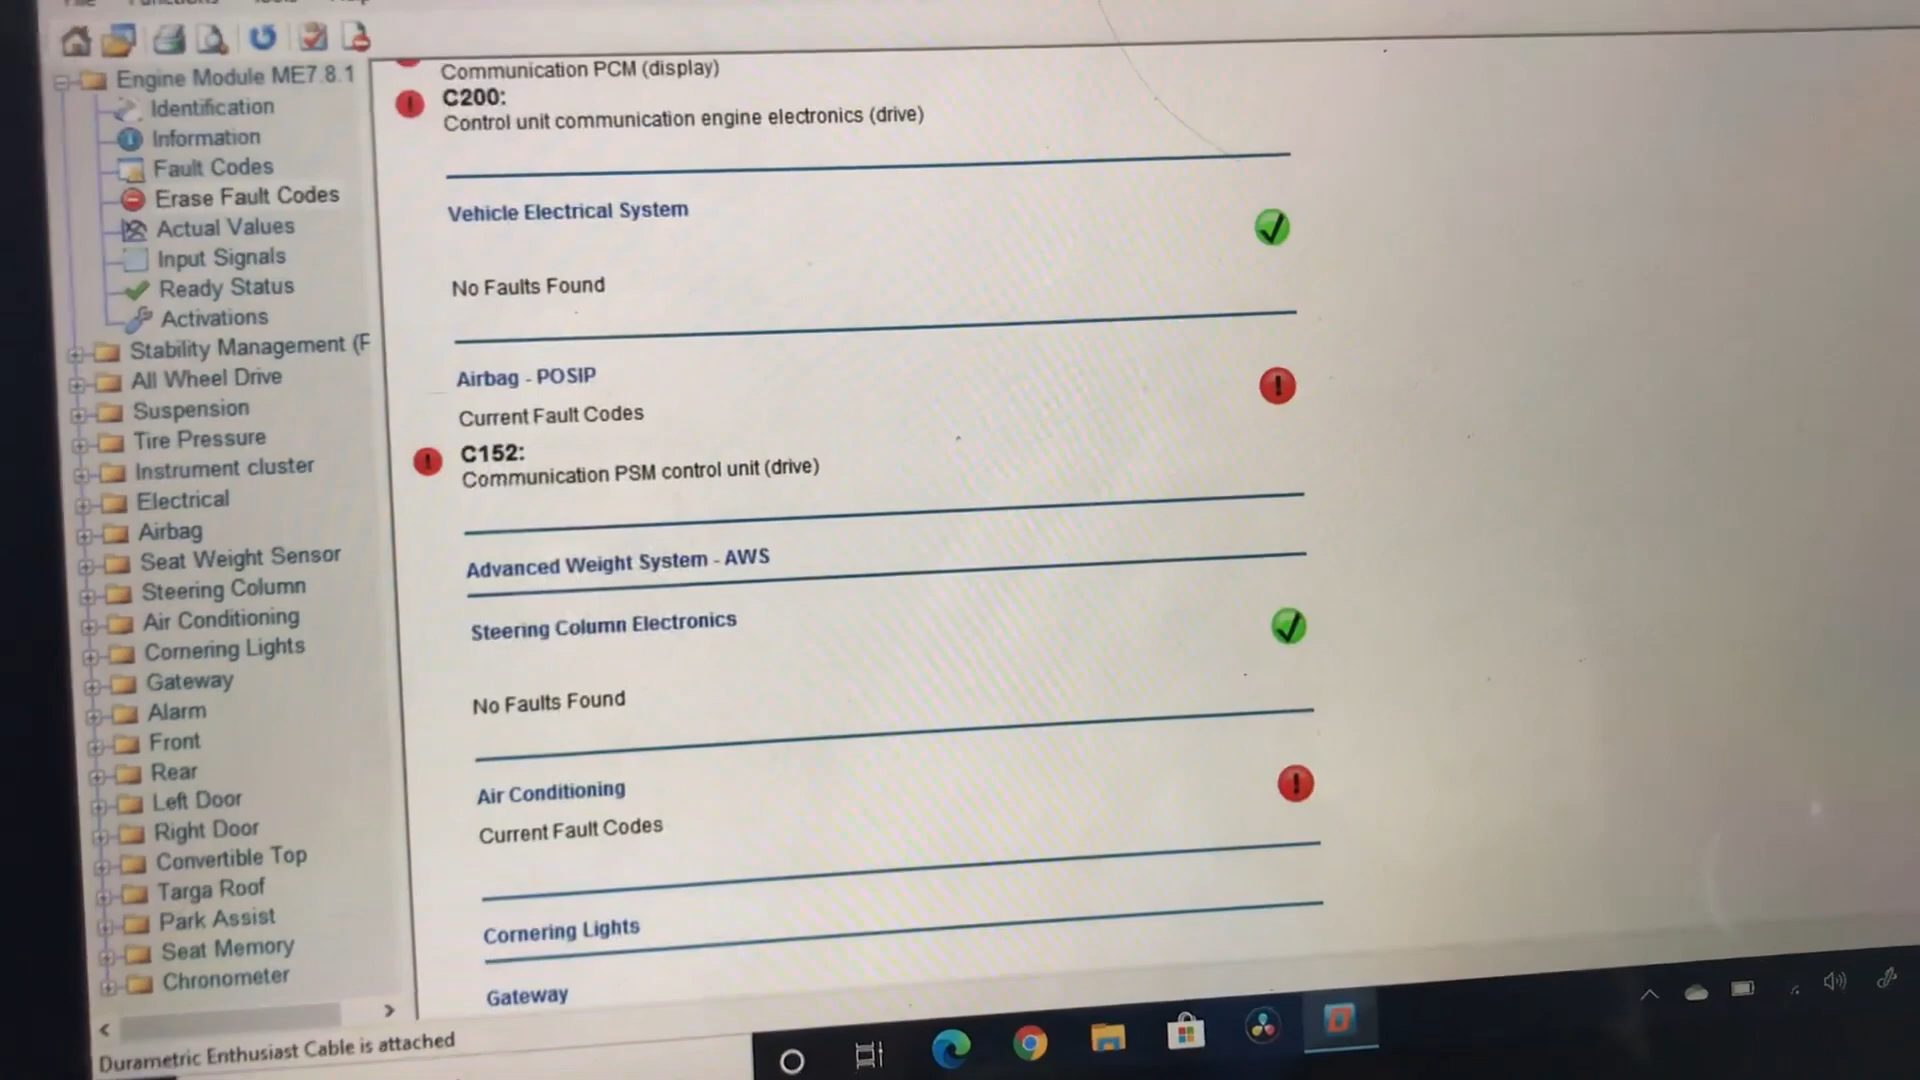 Engine Module ME7.8.1
Identification
Information
Fault Codes
Erase Fault Codes
Actual Values
Input Signals
Ready Status
Activations
Stability Management (F
All Wheel Drive
Suspension
Tire Pressure
Instrument cluster
Electrical
Airbag
Seat Weight Sensor
Steering Column
Air Conditioning
Cornering Lights
Gateway
Alarm
Front
Rear
Left Door
Right Door
Convertible Top
Targa Roof
Park Assist
Seat Memory
Chronometer
Durametric Enthusiast Cable is attached
Communication PCM (display)
C200:
Control unit communication engine electronics (drive)
Vehicle Electrical System
No Faults Found
Airbag - POSIP
Current Fault Codes
C152:
Communication PSM control unit (drive)
Advanced Weight System - AWS
Steering Column Electronics
No Faults Found
Air Conditioning
Current Fault Codes
Cornering Lights
Gateway